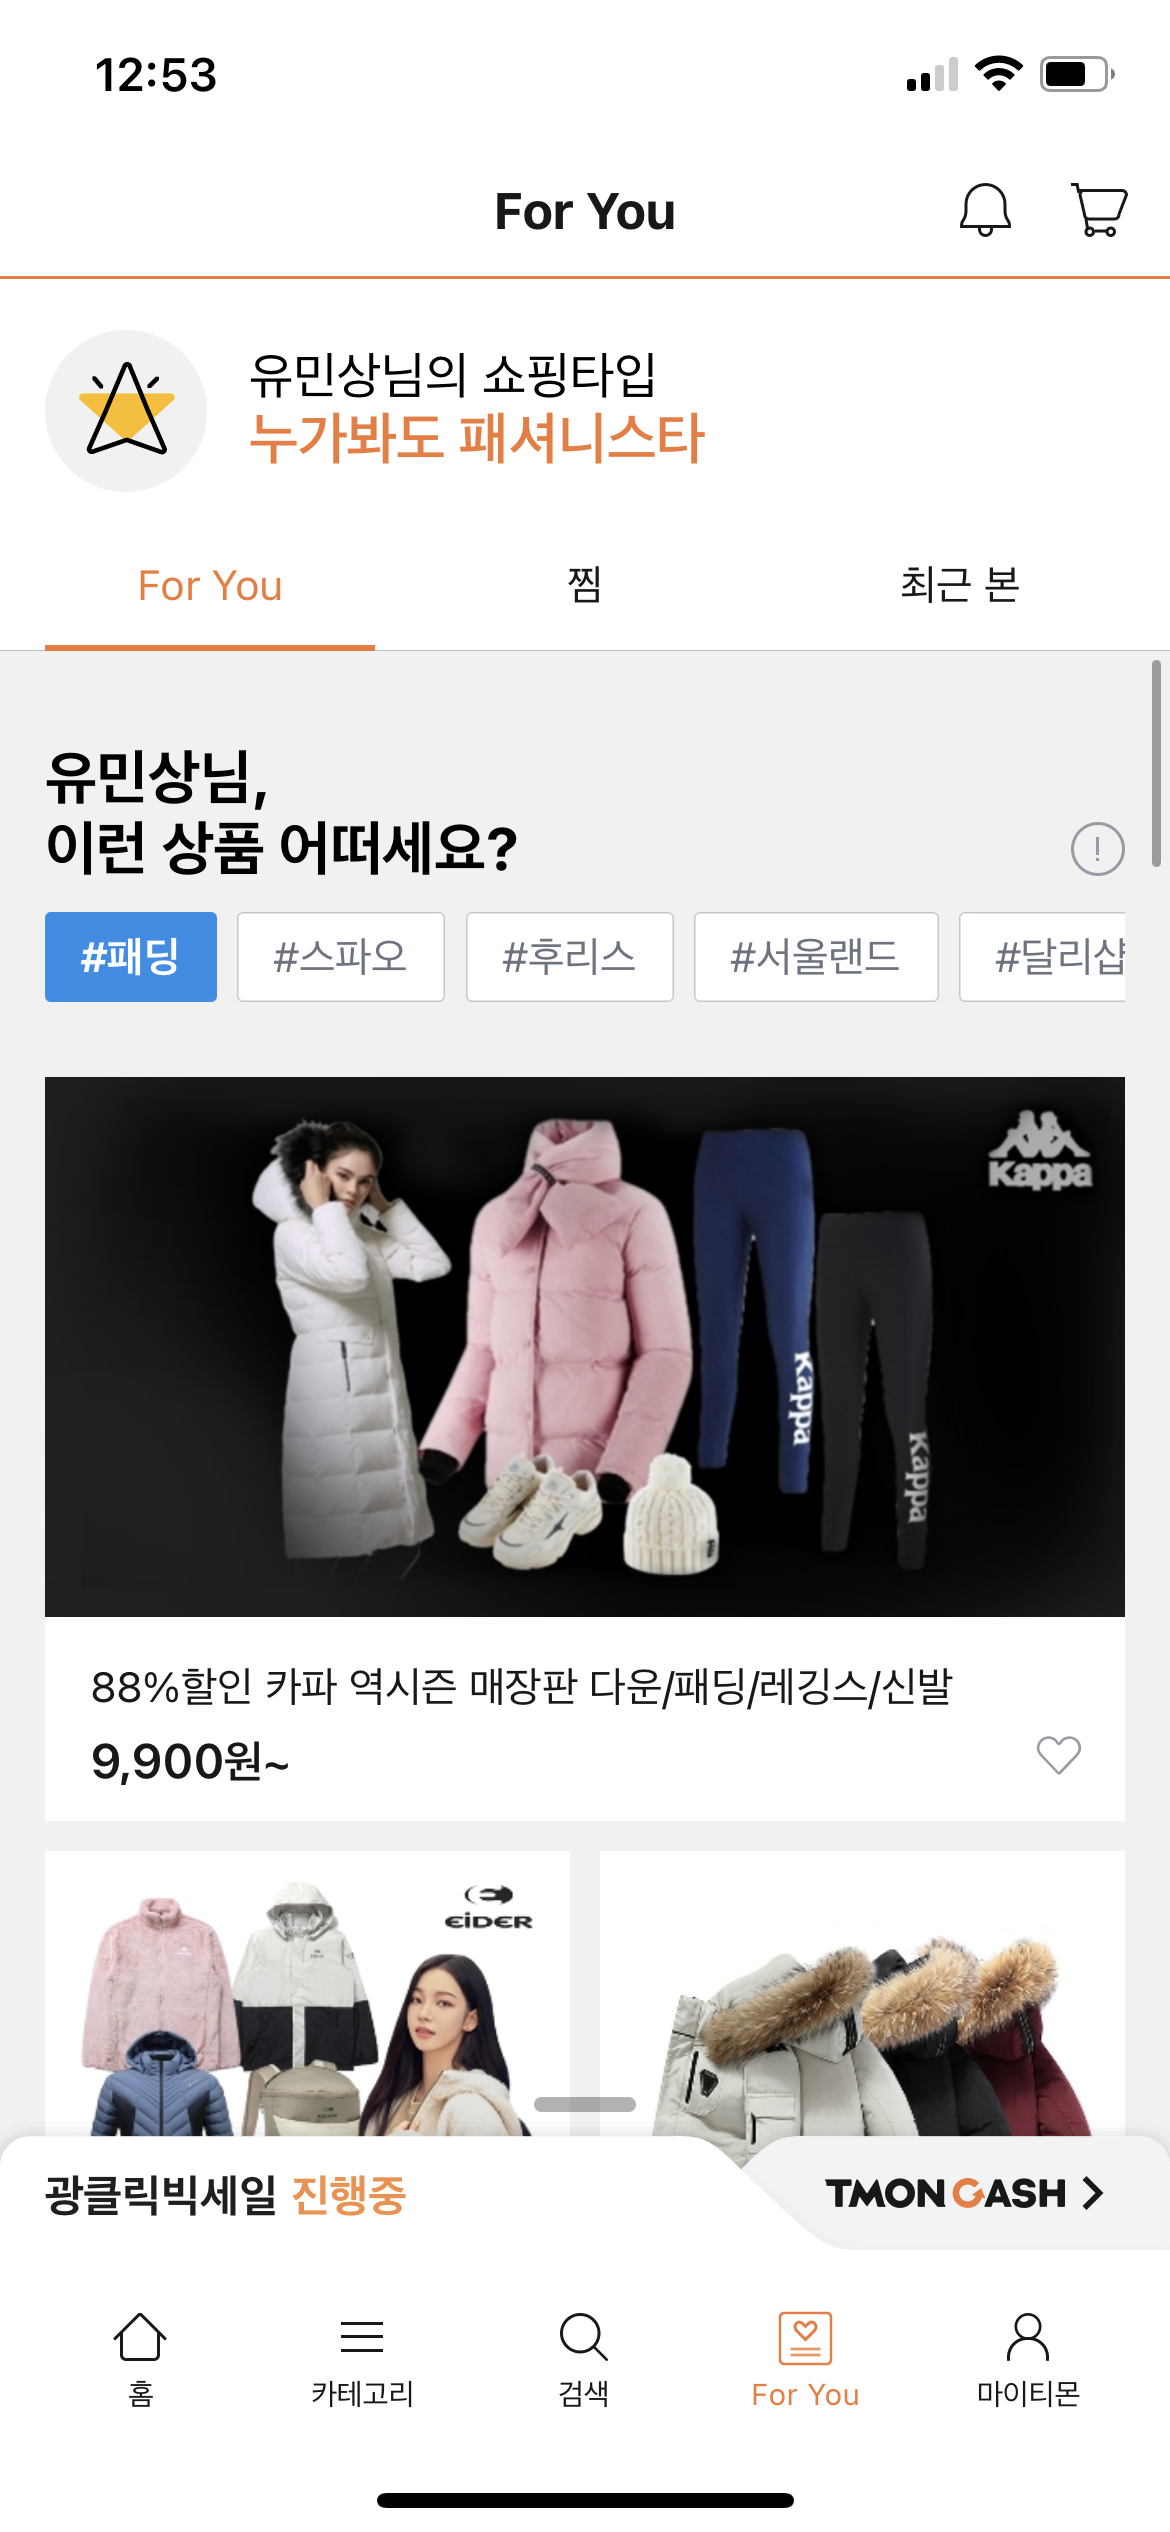 12:53
For You
유민상님의 쇼핑타입
누가봐도 패셔니스타
For You 찜 최근 본
유민상님,
이런 상품 어떠세요?
#패딩 #스파오 #후리스 #서울랜드 #달리샵
Kappa
Kappa
Kappa
88%할인 카파 역시즌 매장판 다운/패딩/레깅스/신발
9,900원~
EiDER
광클릭빅세일 진행중
TMON CASH
홈 카테고리 검색 For You 마이티몬